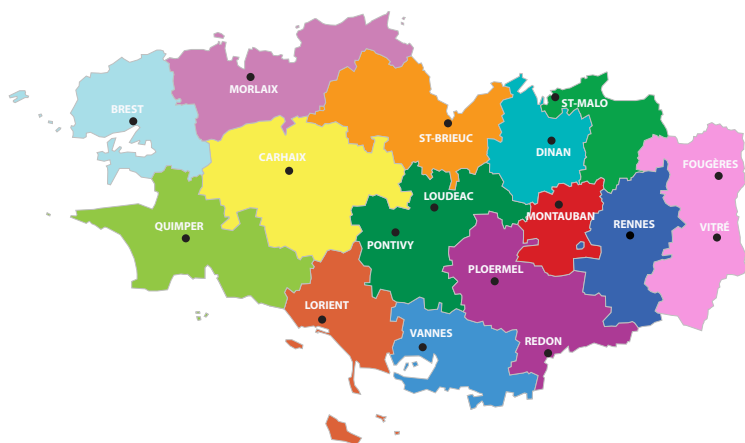 MORLAIX
BREST
ST-MALO
ST-BRIEUC
DINAN
CARHAIX
FOUGÈRES
LOUDEAC
MONTAUBAN
QUIMPER
PONTIVY
RENNES
VITRÉ
PLOERMEL
LORIENT
VANNES
REDON